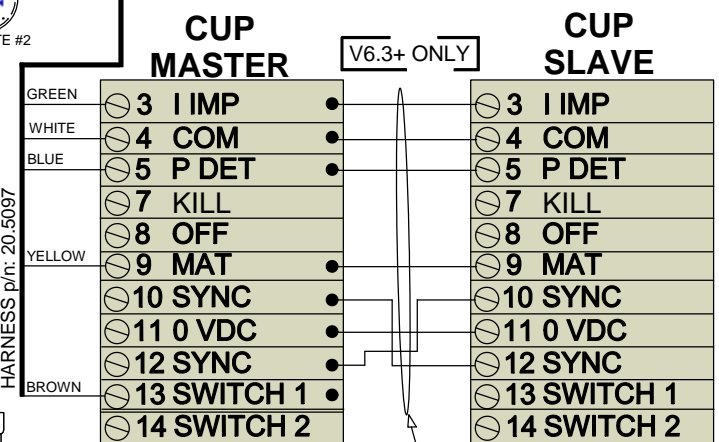 TE #2
CUP
MASTER
V6.3+ ONLY
CUP
SLAVE
GREEN
WHITE
BLUE
YELLOW
BROWN
HARNESS p/n: 20.5097
3 I IMP
4 COM
5 P DET
7 KILL
8 OFF
9 MAT
10 SYNC
11 0 VDC
12 SYNC
13 SWITCH 1
14 SWITCH 2
3 I IMP
4 COM
5 P DET
7 KILL
8 OFF
9 MAT
10 SYNC
11 0 VDC
12 SYNC
13 SWITCH 1
14 SWITCH 2